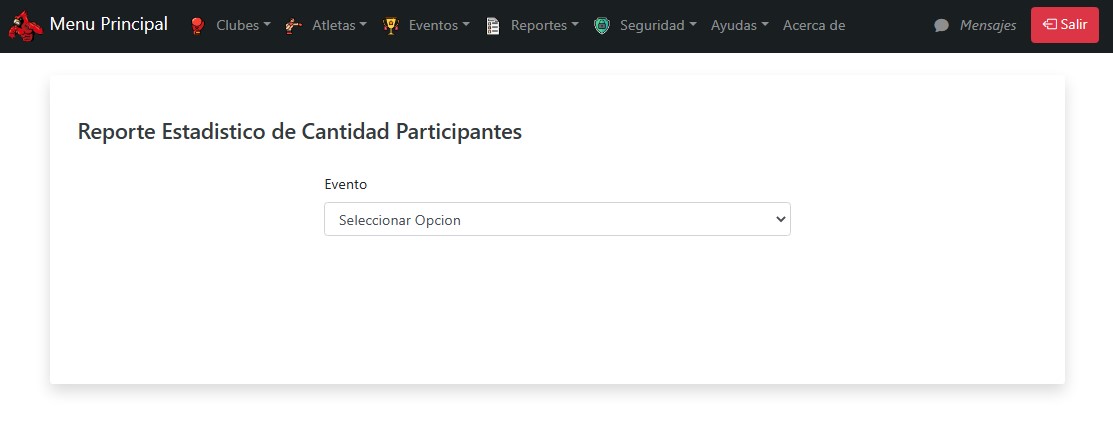 Menu Principal Clubes Atletas Eventos Reportes Seguridad Ayudas Acerca de Mensajes Salir
Reporte Estadistico de Cantidad Participantes
Evento
Seleccionar Opcion